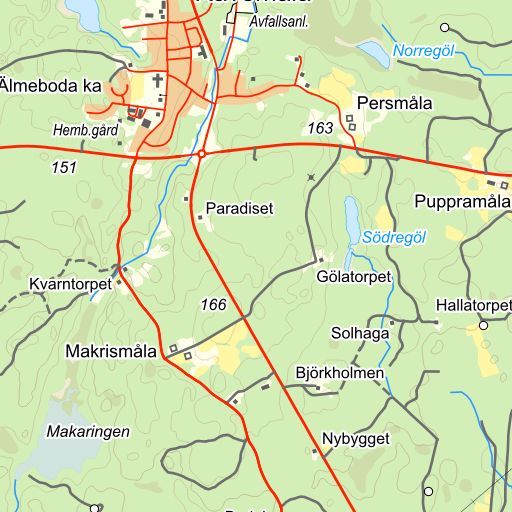 Avfallsanl.
Norregöl
Älmeboda ka
Persmåla
Hemb.gård
163
151
Puppramåla
Paradiset
Södregöl
Kvarntorpet
Gölatorpet
166
Hallatorpet
Solhaga
Makrismåla
Björkholmen
Makaringen
Nybygget